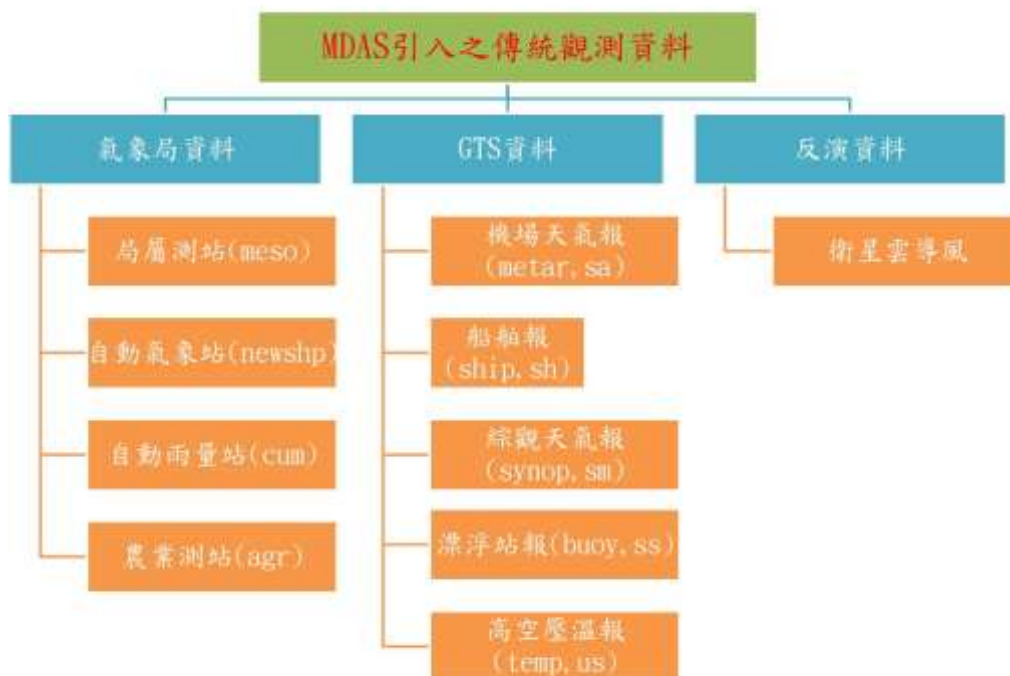 MDAS引入之傳統觀測資料
氣象局資料
局屬測站(meso)
自動氣象站(newshp)
自動雨量站(cum)
農業測站(agr)
GTS資料
機場天氣報
(metar,sa)
船舶報
(ship,sh)
綜觀天氣報
(synop,sm)
漂浮站報(buoy,ss)
高空壓溫報
(temp,us)
反演資料
衛星雲導風